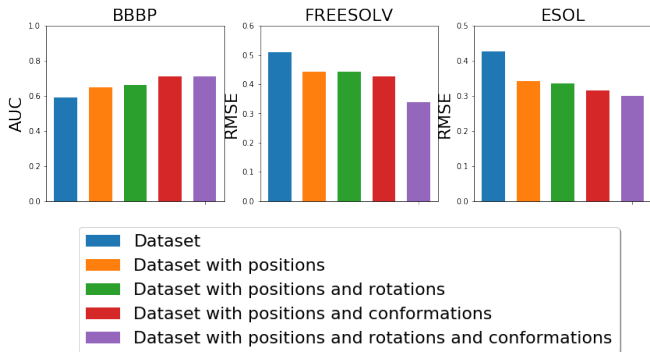 BBBP
FREESOLV
ESOL
AUC
1.0
0.8
0.6
0.4
0.2
0.0
RMSE
0.6
0.5
0.4
0.3
0.2
0.1
0.0
RMSE
0.5
0.4
0.3
0.2
0.1
0.0
Dataset
Dataset with positions
Dataset with positions and rotations
Dataset with positions and conformations
Dataset with positions and rotations and conformations